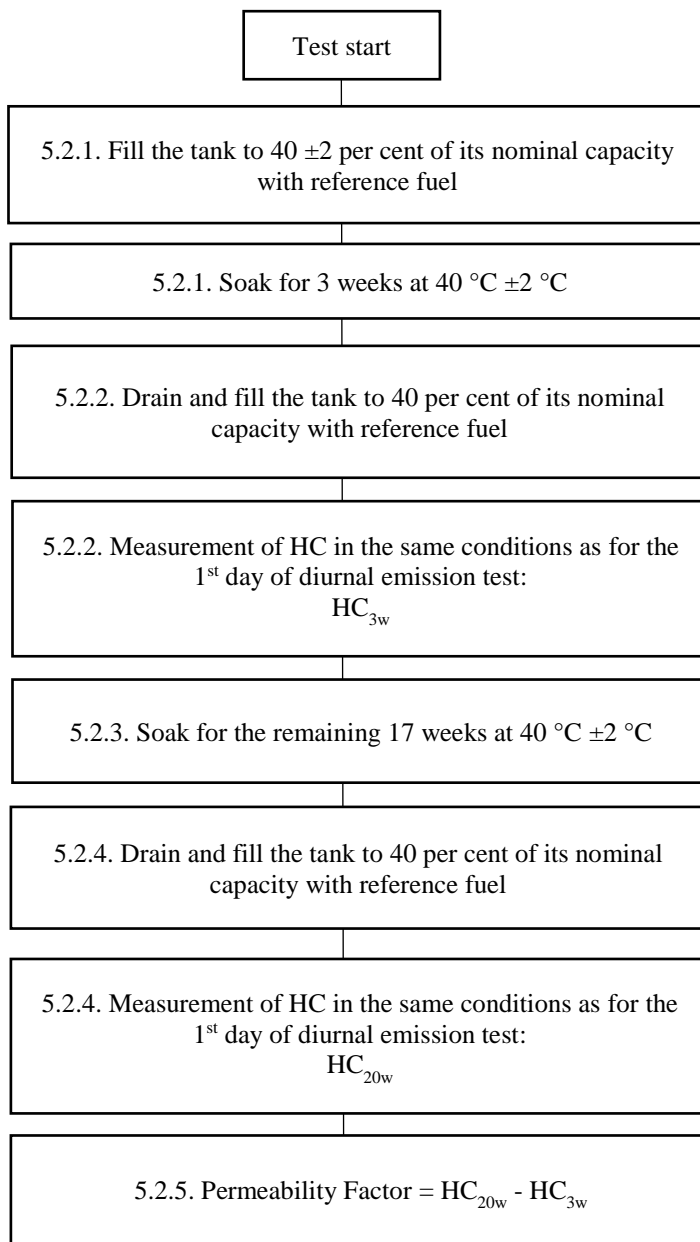 Test start
5.2.1. Fill the tank to 40 ±2 per cent of its nominal capacity
with reference fuel
5.2.1. Soak for 3 weeks at 40 °C ±2 °C
5.2.2. Drain and fill the tank to 40 per cent of its nominal
capacity with reference fuel
5.2.2. Measurement of HC in the same conditions as for the
1st day of diurnal emission test:
HC3w
5.2.3. Soak for the remaining 17 weeks at 40 °C ±2 °C
5.2.4. Drain and fill the tank to 40 per cent of its nominal
capacity with reference fuel
5.2.4. Measurement of HC in the same conditions as for the
1st day of diurnal emission test:
HC20w
5.2.5. Permeability Factor = HC20w - HC3w